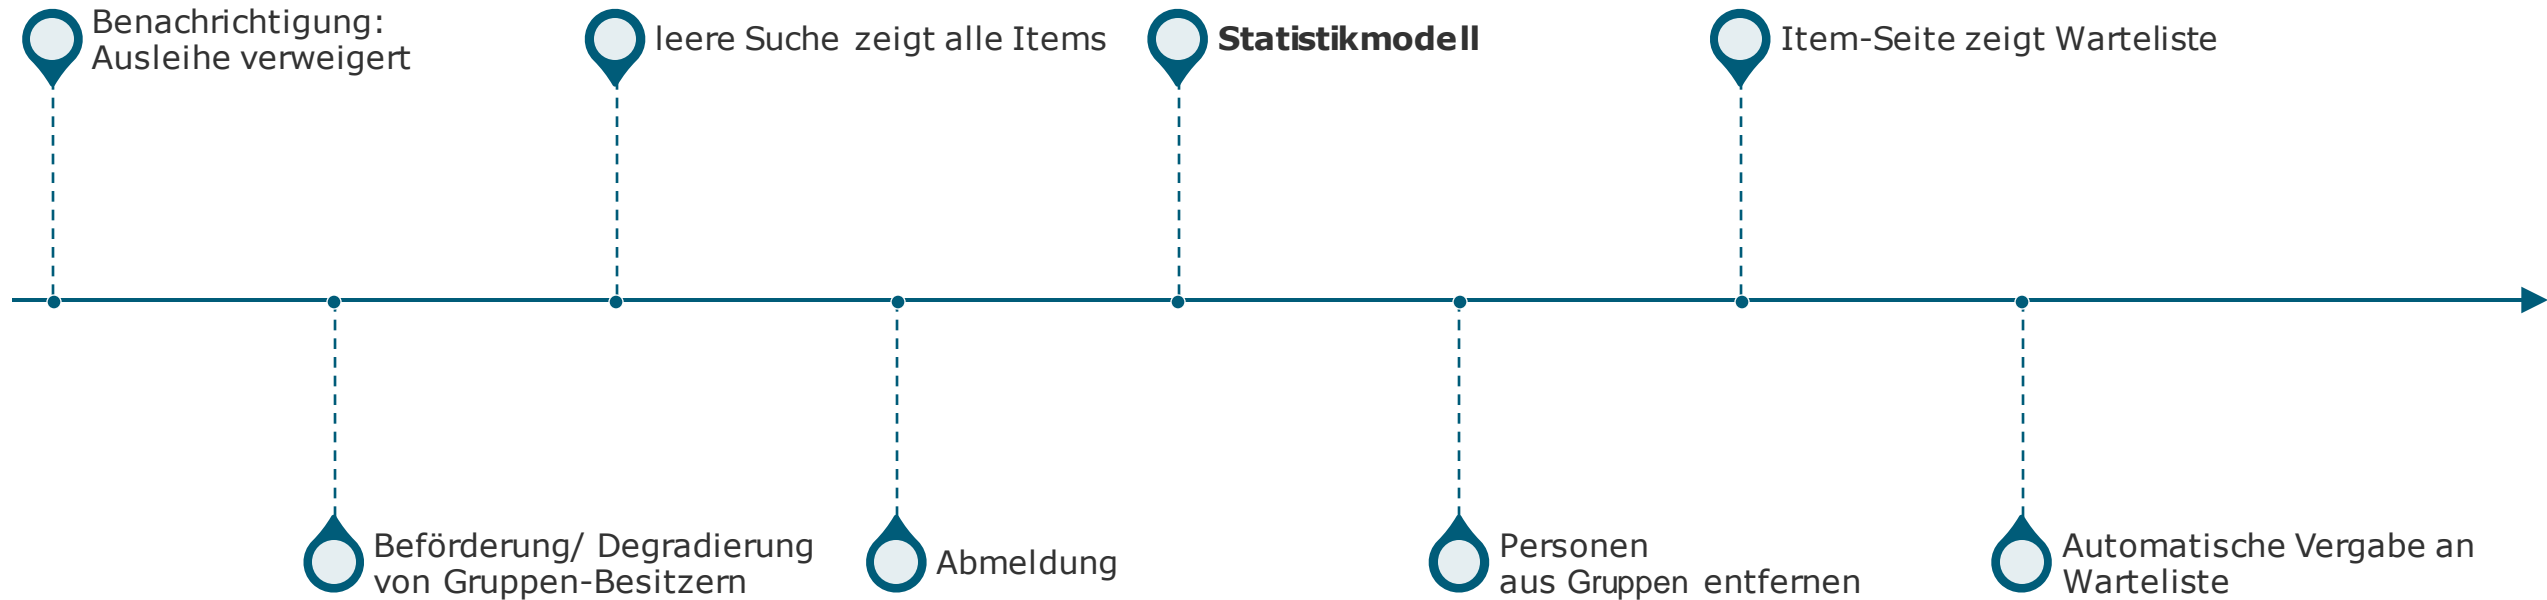 Benachrichtigung:
Ausleihe verweigert
leere Suche zeigt alle Items
Statistikmodell
Item-Seite zeigt Warteliste
Beförderung/ Degradierung
von Gruppen-Besitzern
Abmeldung
Personen
aus Gruppen entfernen
Automatische Vergabe an
Warteliste